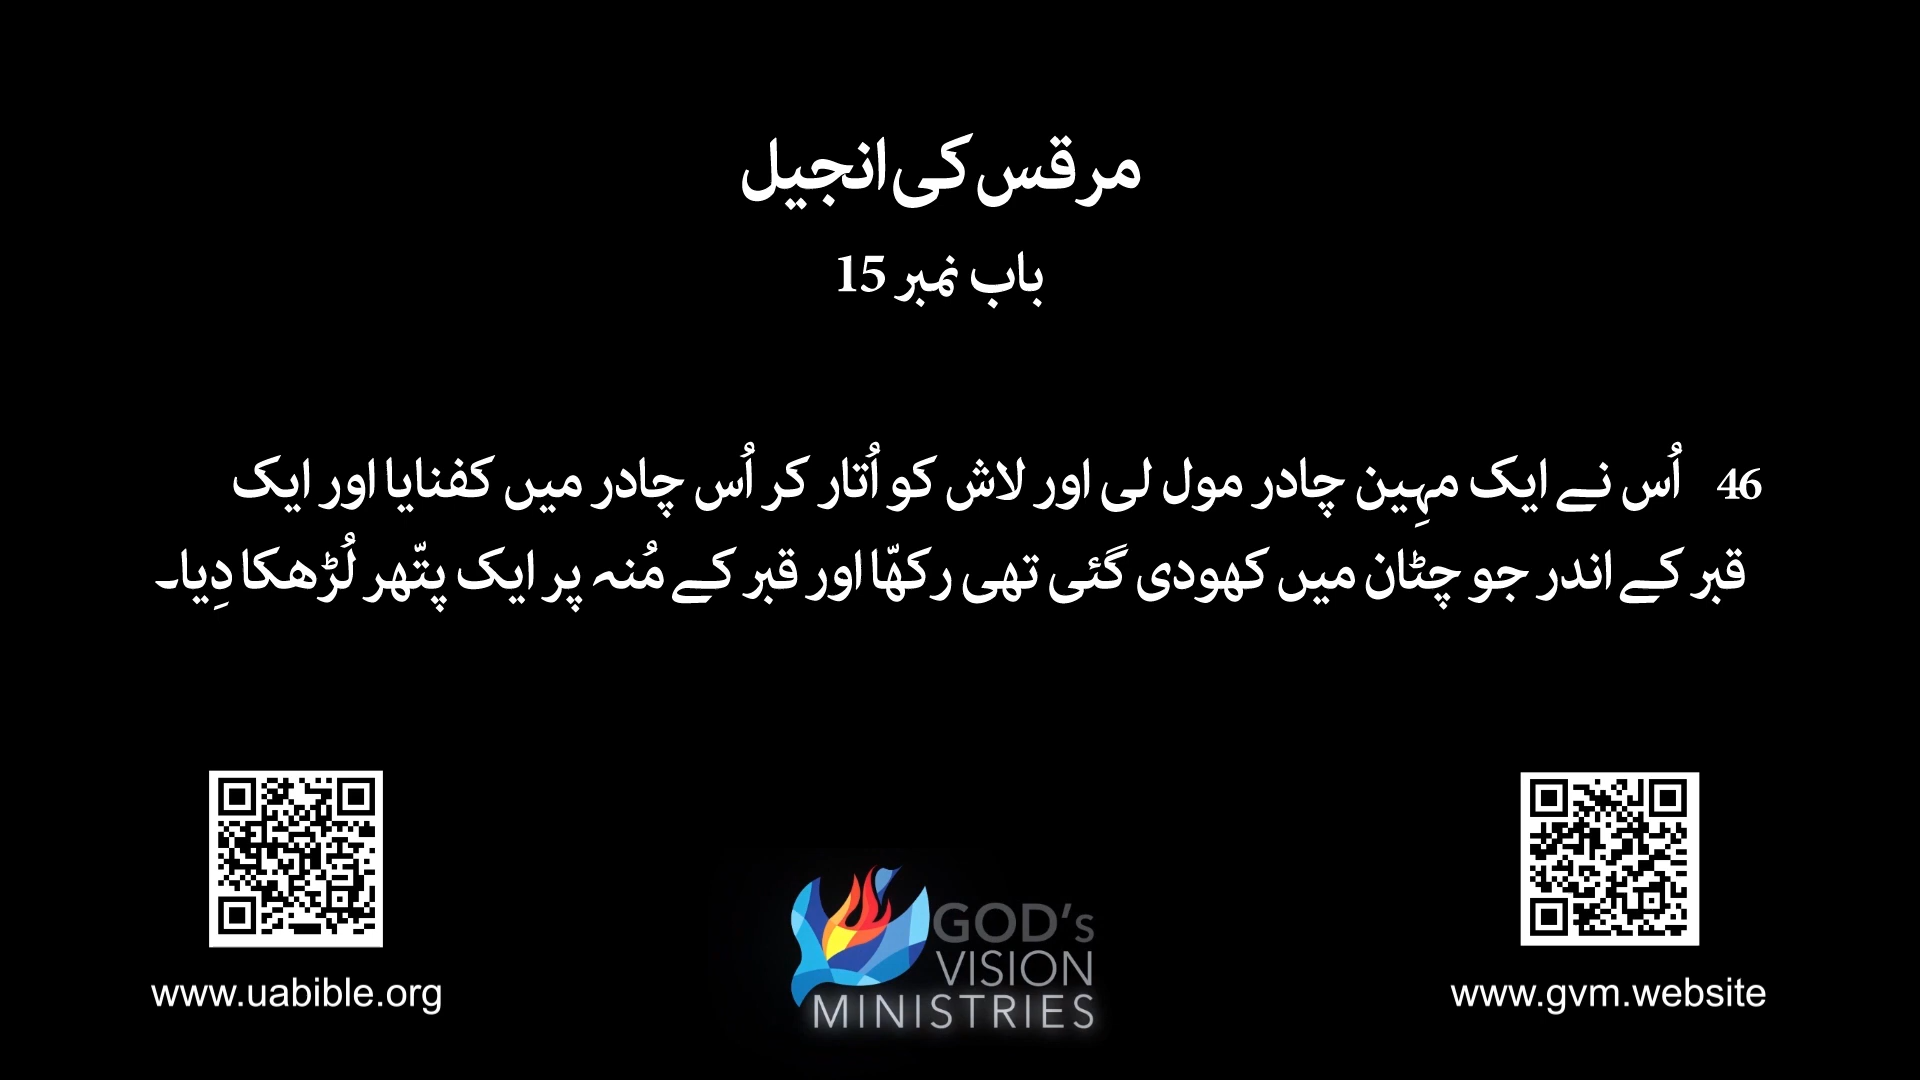 مرقس کی انجیل
باب نمبر 15
46 اُس نے ایک مہِین چادر مول لی اور لاش کو اُتار کر اُس چادر میں کفنایا اور ایک
قبر کے اندر جو چٹان میں کھودی گئی تھی رکھّا اور قبر کے مُنہ پر ایک پتّھر لُڑھکا دِیا۔
GOD's
VISION
MINISTRIES
www.uabible.org
www.gvm.website